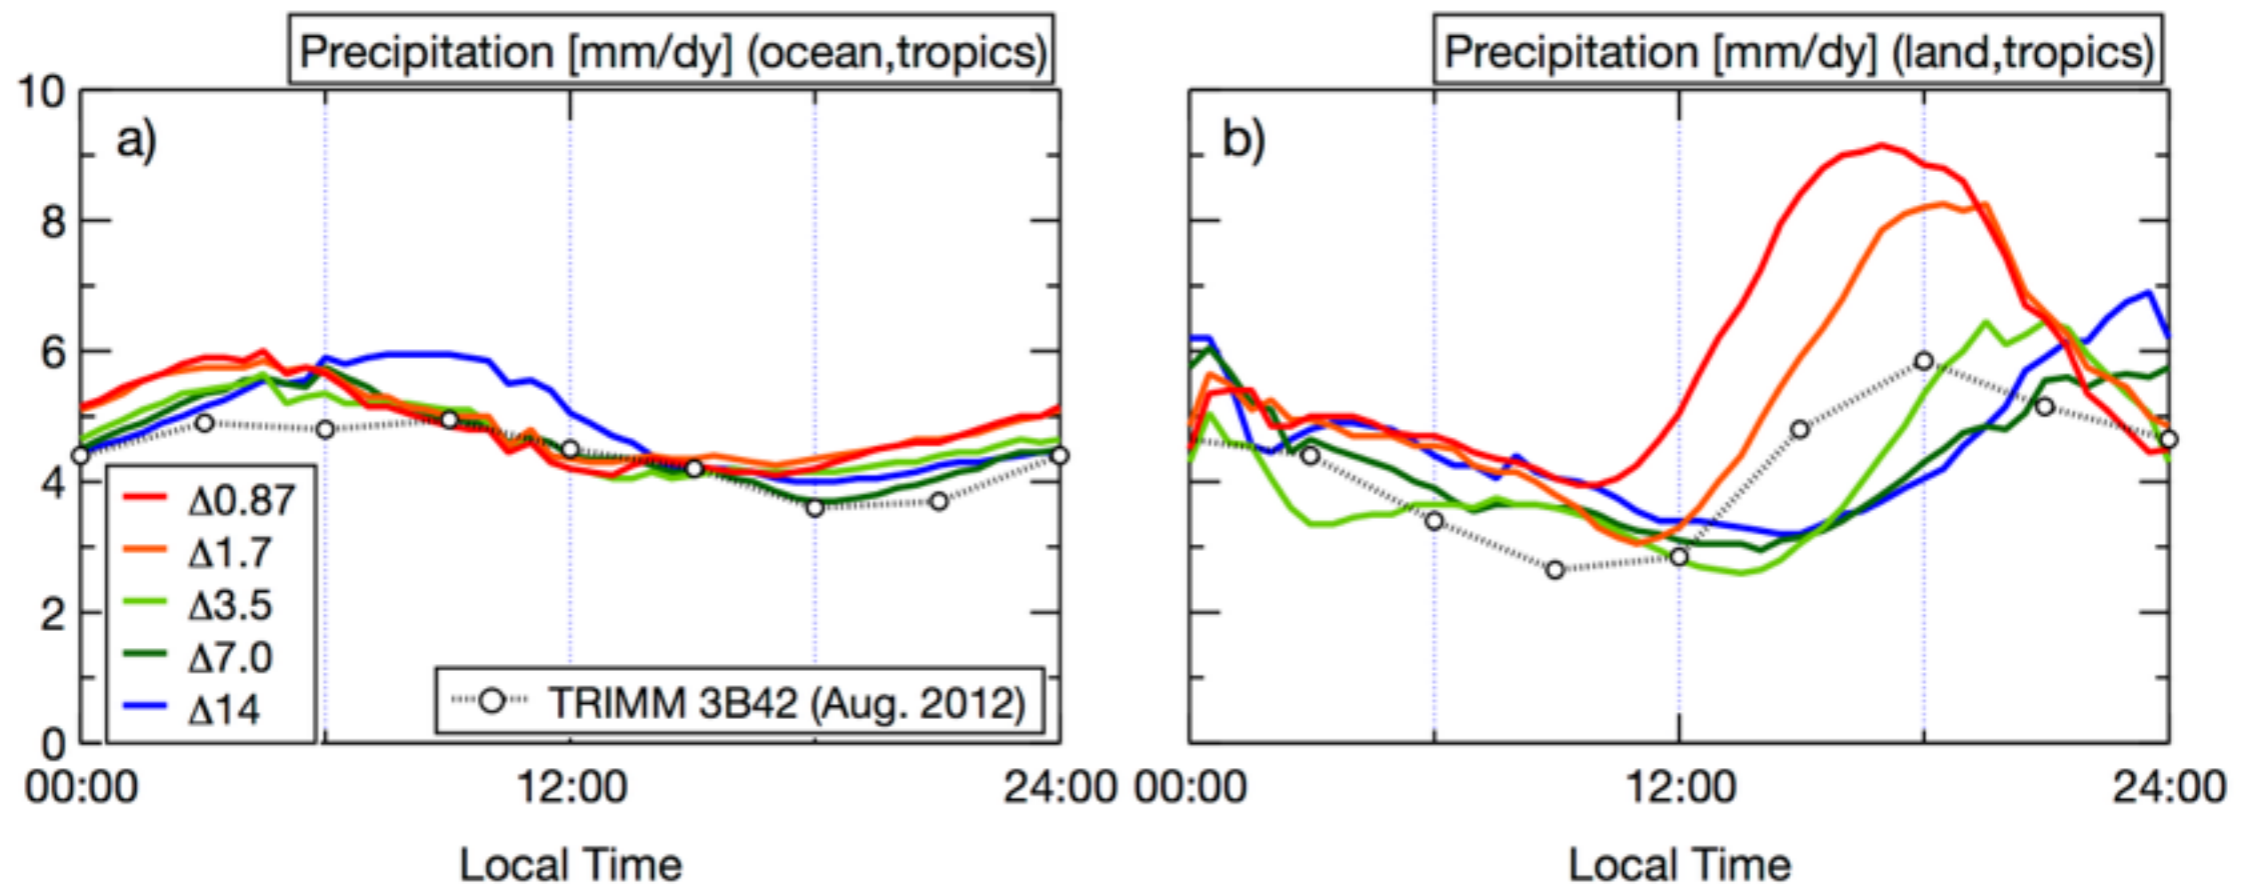 Precipitation [mm/dy] (ocean,tropics)
Precipitation [mm/dy] (land,tropics)
10
8
6
4
2
0
a)
b)
Δ0.87
Δ1.7
Δ3.5
Δ7.0
Δ14
TRIMM 3B42 (Aug. 2012)
00:00
12:00
24:00
00:00
12:00
24:00
Local Time
Local Time